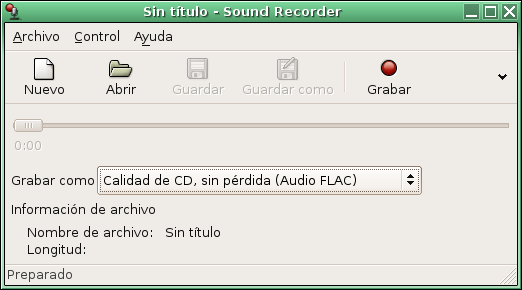 Sin título - Sound Recorder
Archivo Control Ayuda
Nuevo Abrir Guardar Guardar como Grabar
0:00
Grabar como Calidad de CD, sin pérdida (Audio FLAC)
Información de archivo
Nombre de archivo: Sin título
Longitud:
Preparado